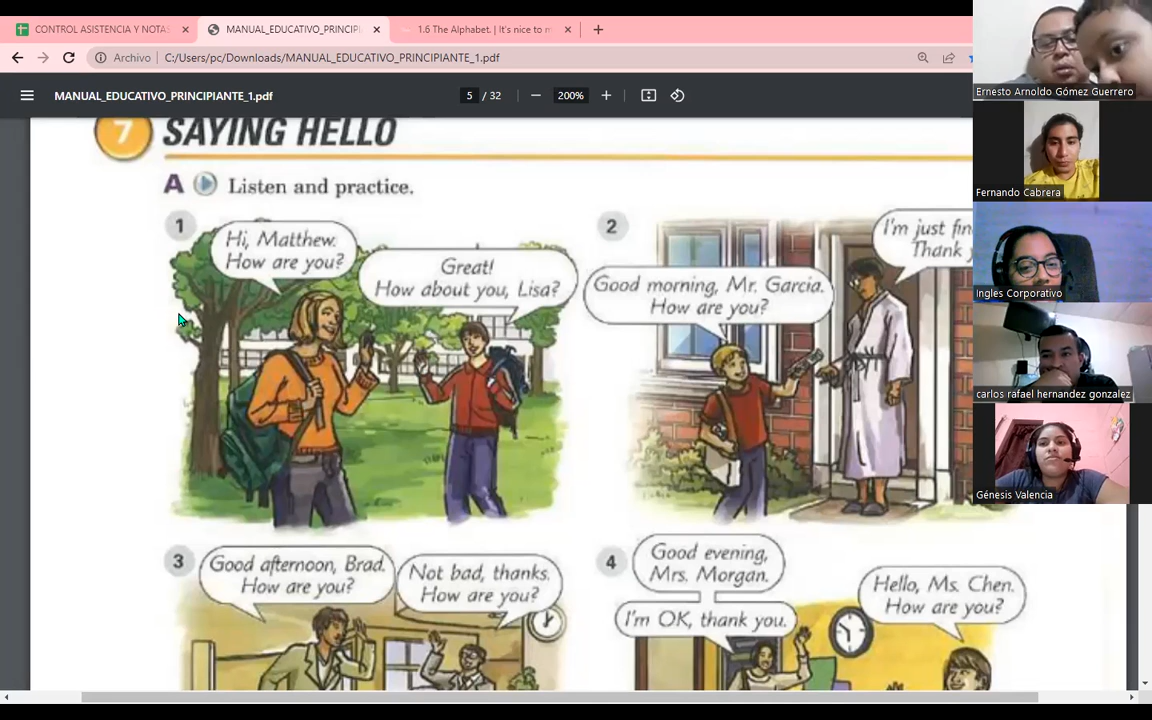 CONTROL ASISTENCIA Y NOTAS
MANUAL_EDUCATIVO_PRINCIPI
1.6 The Alphabet. | It's nice to m
Archivo
C:/Users/pc/Downloads/MANUAL_EDUCATIVO_PRINCIPIANTE_1.pdf
MANUAL_EDUCATIVO_PRINCIPIANTE_1.pdf
5 / 32
200%
7 SAYING HELLO
A Listen and practice.
1
Hi, Matthew.
How are you?
Great!
How about you, Lisa?
2
Good morning, Mr. Garcia.
How are you?
I'm just fin
Thank y
3
Good afternoon, Brad.
How are you?
Not bad, thanks.
How are you?
4
Good evening,
Mrs. Morgan.
I'm OK, thank you.
Hello, Ms. Chen.
How are you?
Ernesto Arnoldo Gómez Guerrero
Fernando Cabrera
Ingles Corporativo
carlos rafael hernandez gonzalez
Génesis Valencia